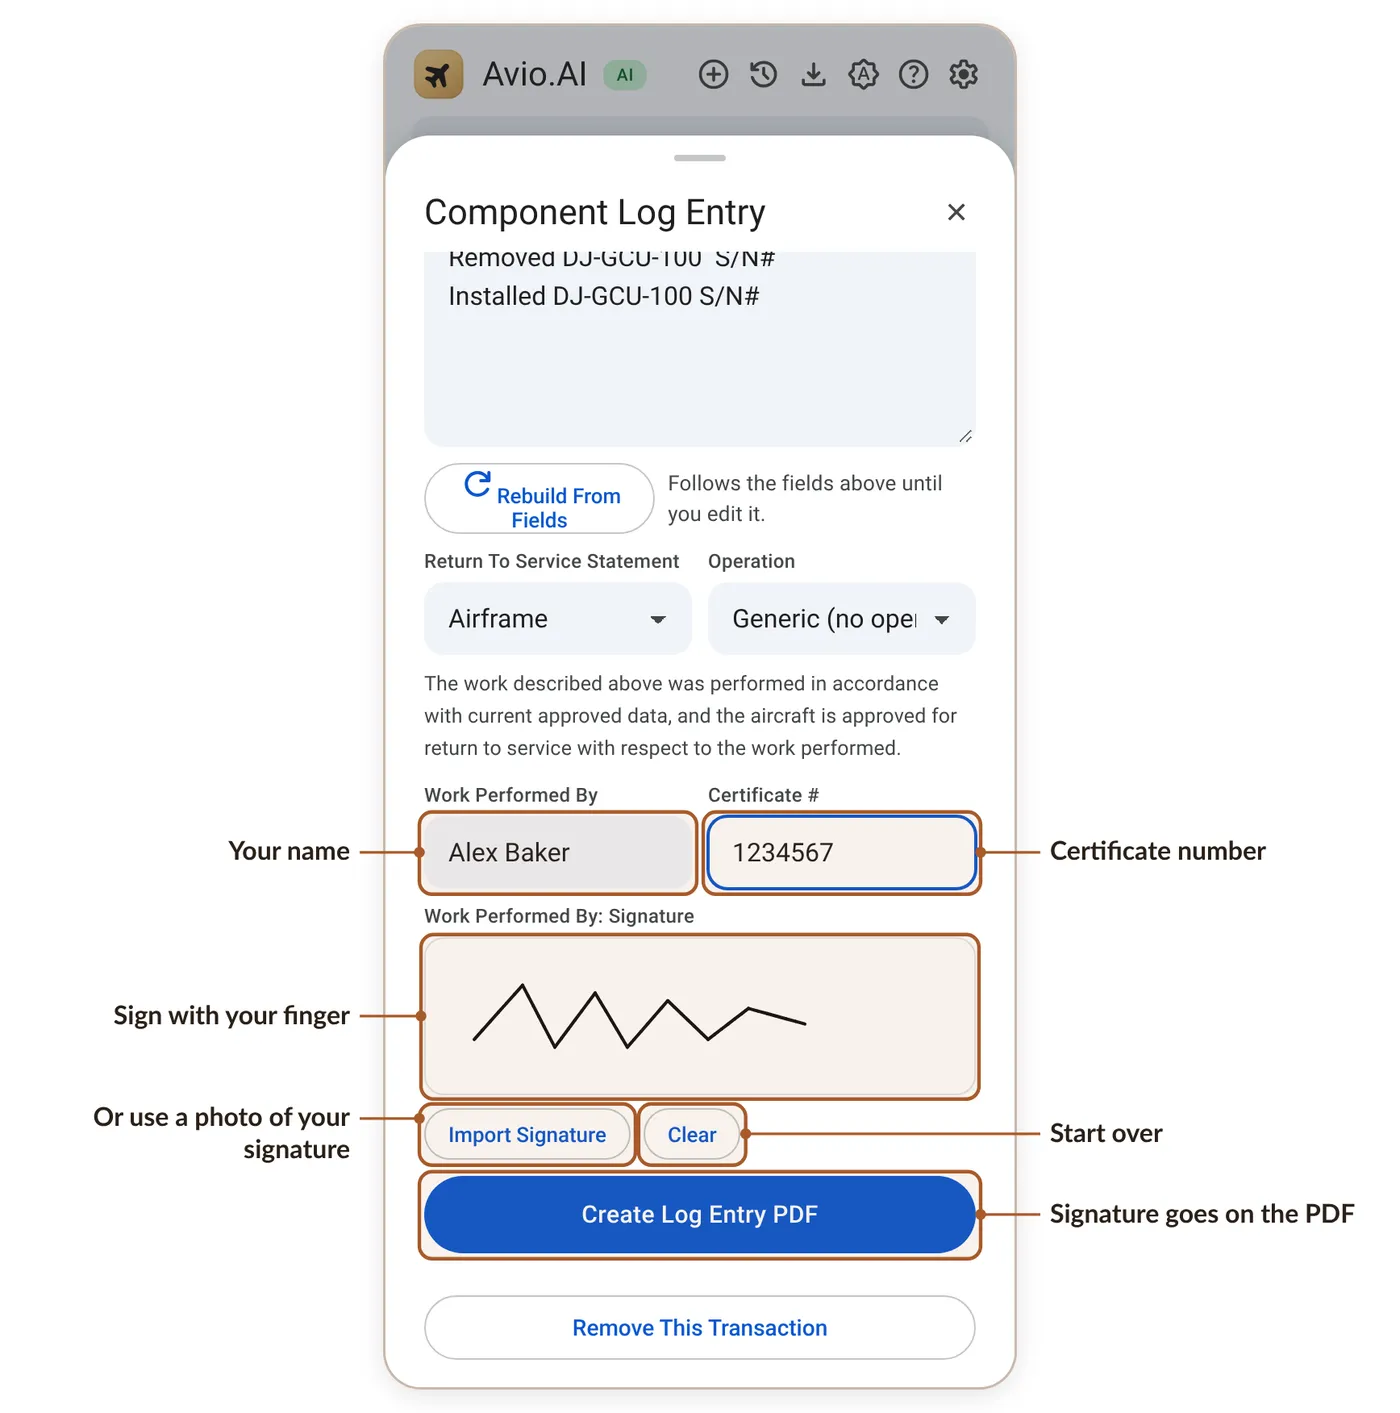 Avio.AI AI
Component Log Entry
Removed DJ-GCU-100 S/N#
Installed DJ-GCU-100 S/N#
Rebuild From
Fields
Follows the fields above until
you edit it.
Return To Service Statement
Operation
Airframe
Generic (no oper
The work described above was performed in accordance
with current approved data, and the aircraft is approved for
return to service with respect to the work performed.
Work Performed By
Certificate #
Your name
Alex Baker
1234567
Certificate number
Work Performed By: Signature
Sign with your finger
Or use a photo of your
signature
Import Signature
Clear
Start over
Create Log Entry PDF
Signature goes on the PDF
Remove This Transaction